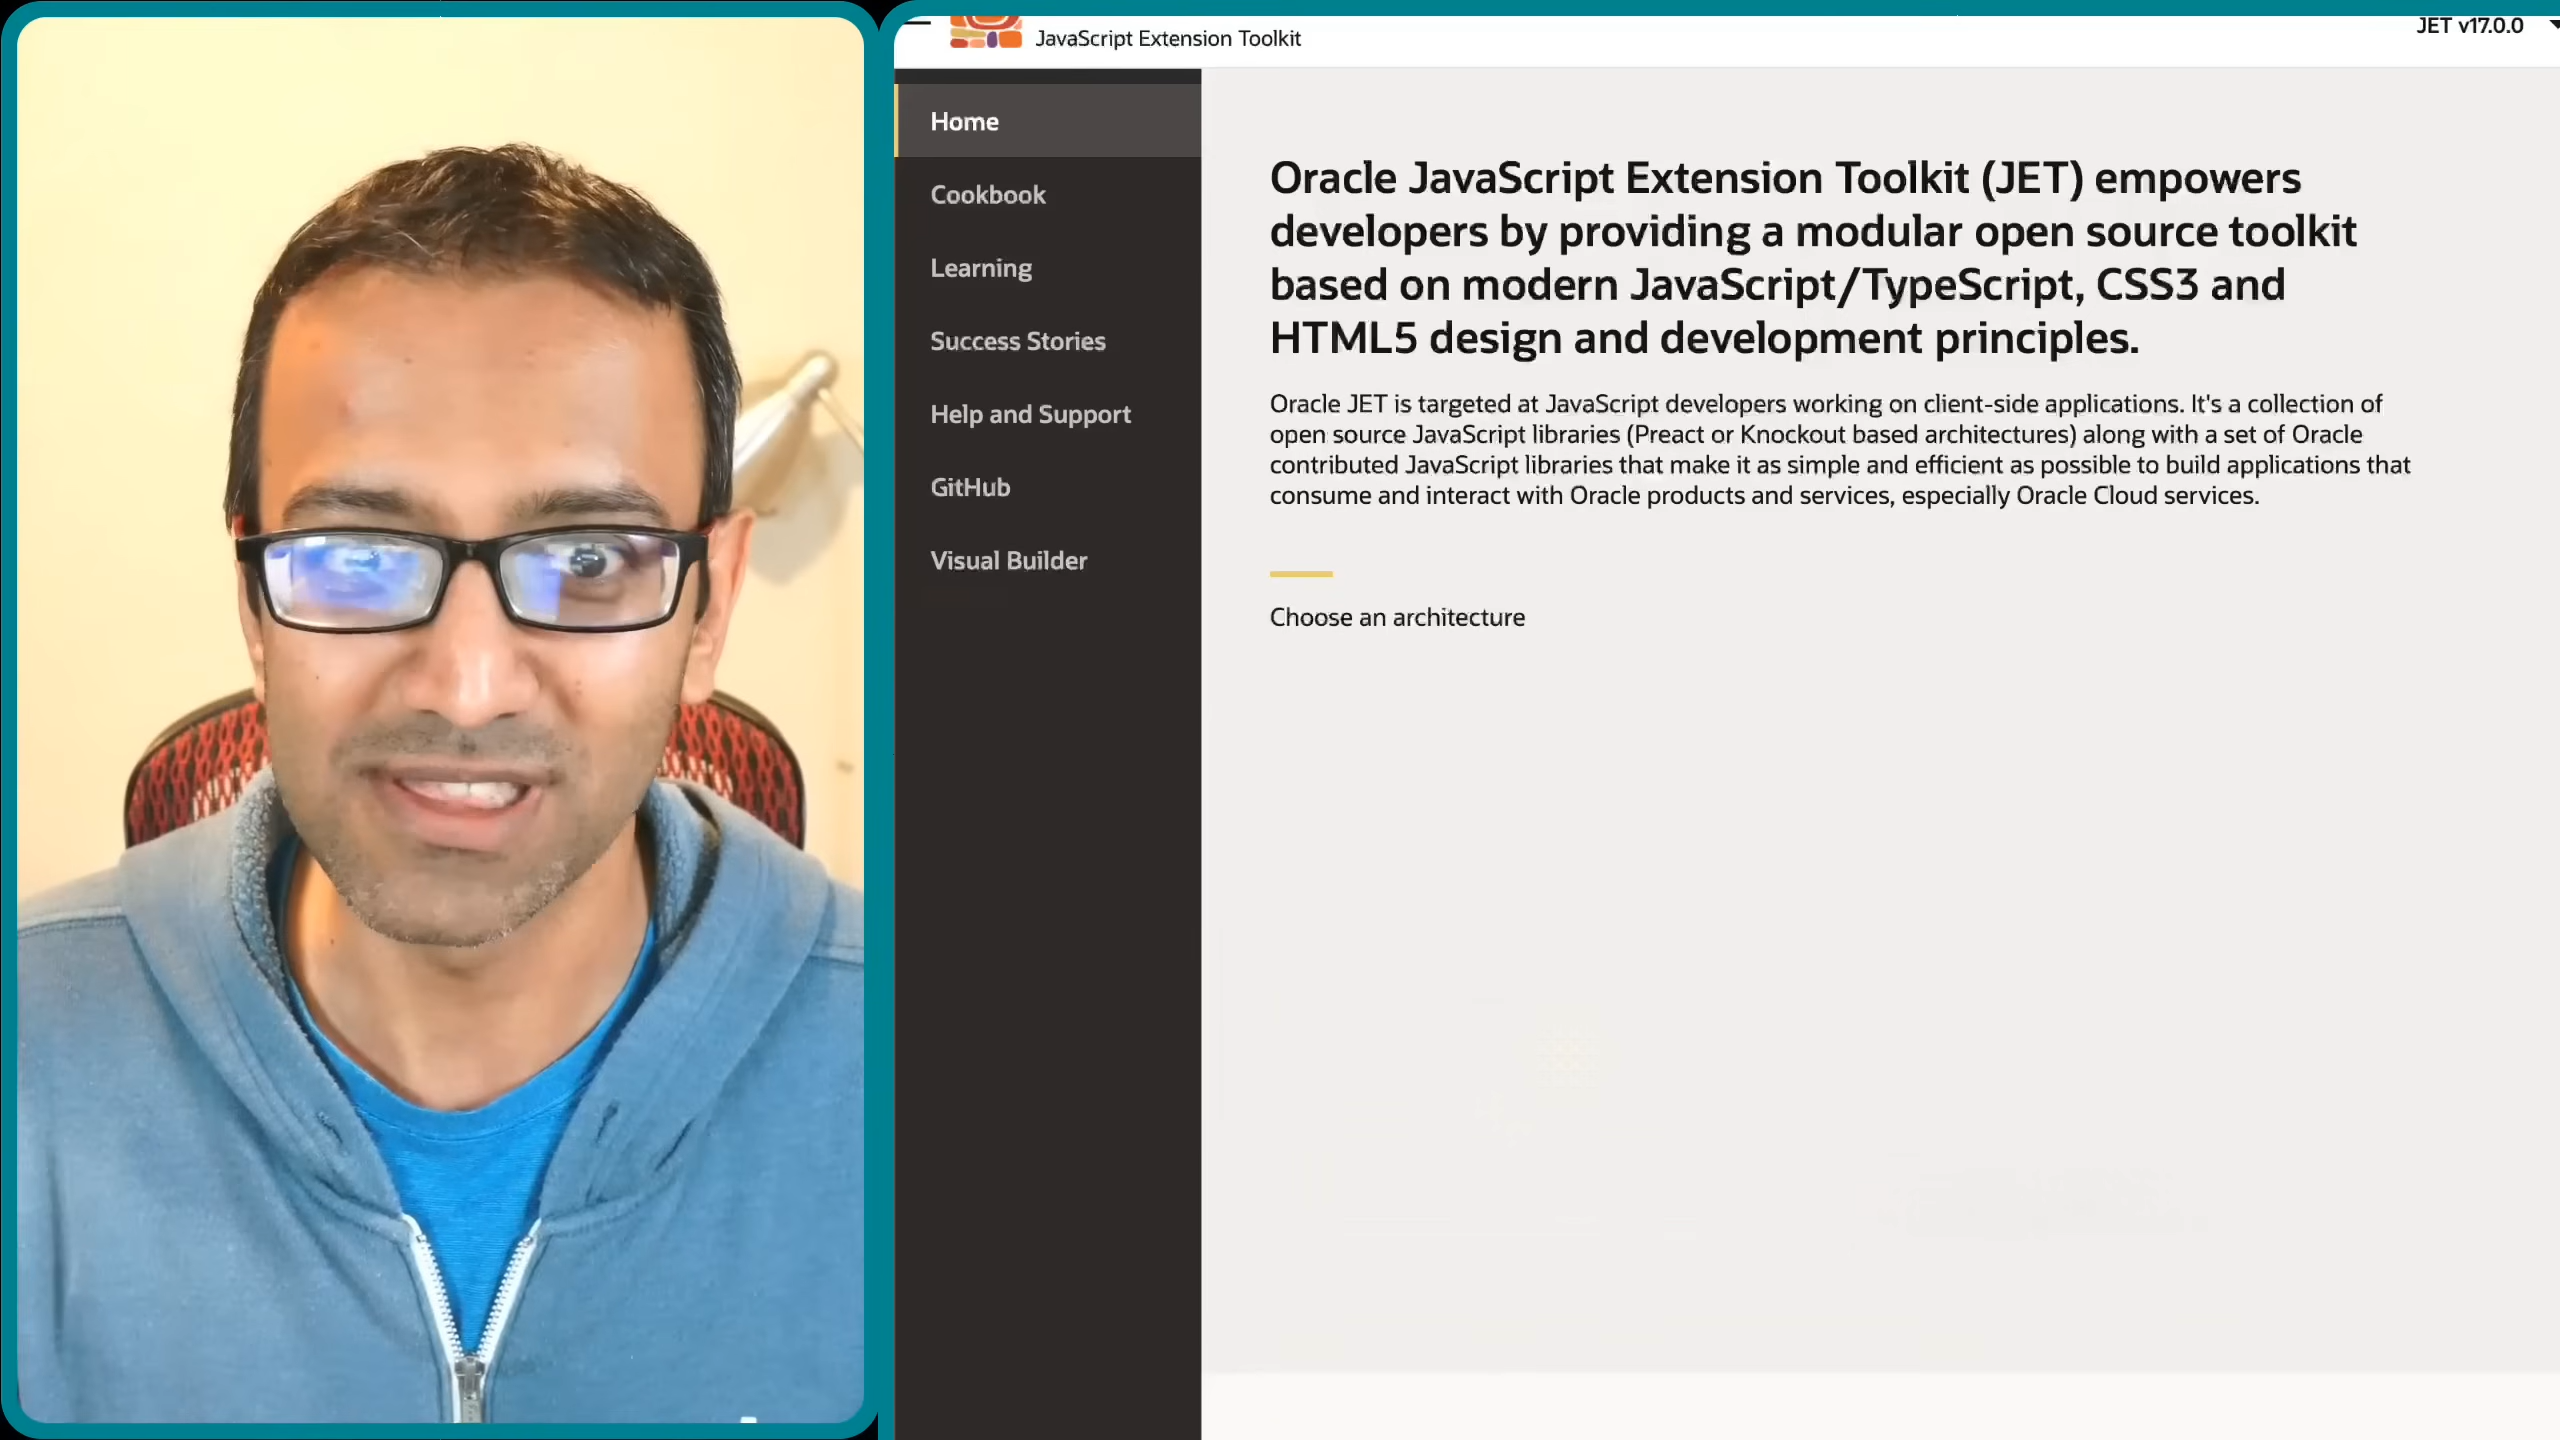 JavaScript Extension Toolkit
JET v17.0.0
Home
Cookbook
Learning
Success Stories
Help and Support
GitHub
Visual Builder
Oracle JavaScript Extension Toolkit (JET) empowers
developers by providing a modular open source toolkit
based on modern JavaScript/TypeScript, CSS3 and
HTML5 design and development principles.
Oracle JET is targeted at JavaScript developers working on client-side applications. It's a collection of
open source JavaScript libraries (Preact or Knockout based architectures) along with a set of Oracle
contributed JavaScript libraries that make it as simple and efficient as possible to build applications that
consume and interact with Oracle products and services, especially Oracle Cloud services.
Choose an architecture